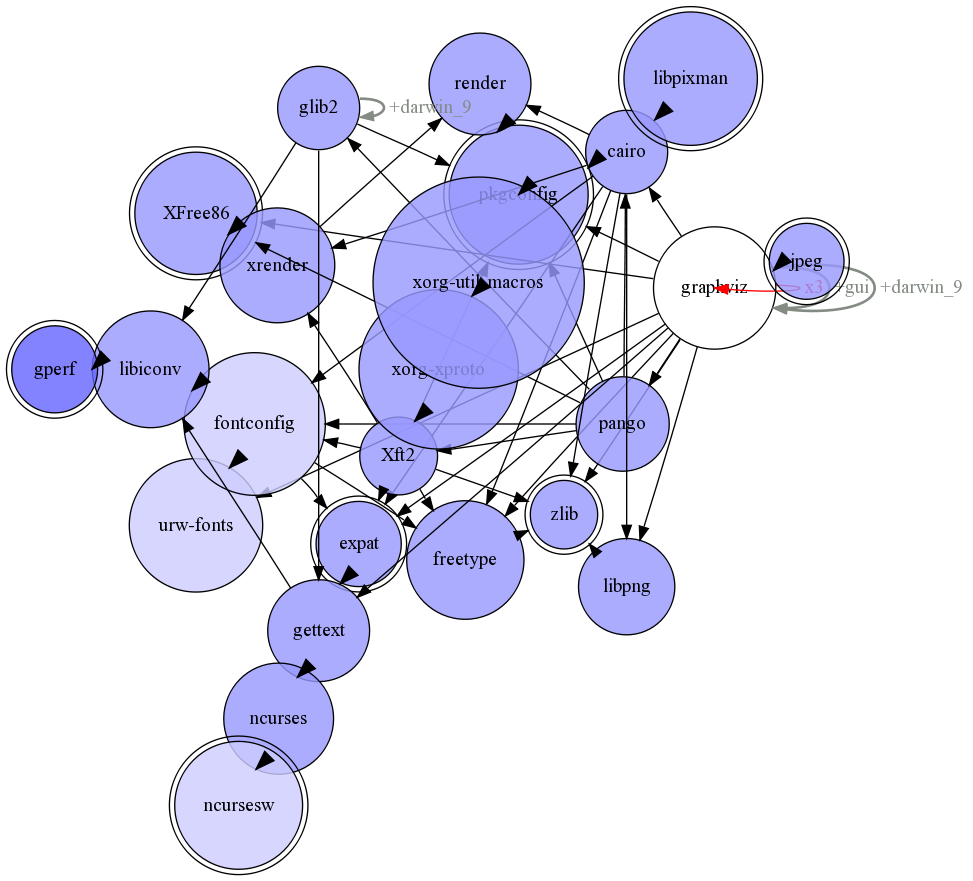 libpixman
render
glib2
+darwin_9
cairo
pkgconfig
XFree86
xrender
jpeg
xorg-util-macros
graphviz
x3
+gui
+darwin_9
gperf
libiconv
xorg-xproto
fontconfig
pango
Xft2
zlib
urw-fonts
expat
freetype
libpng
gettext
ncurses
ncursesw